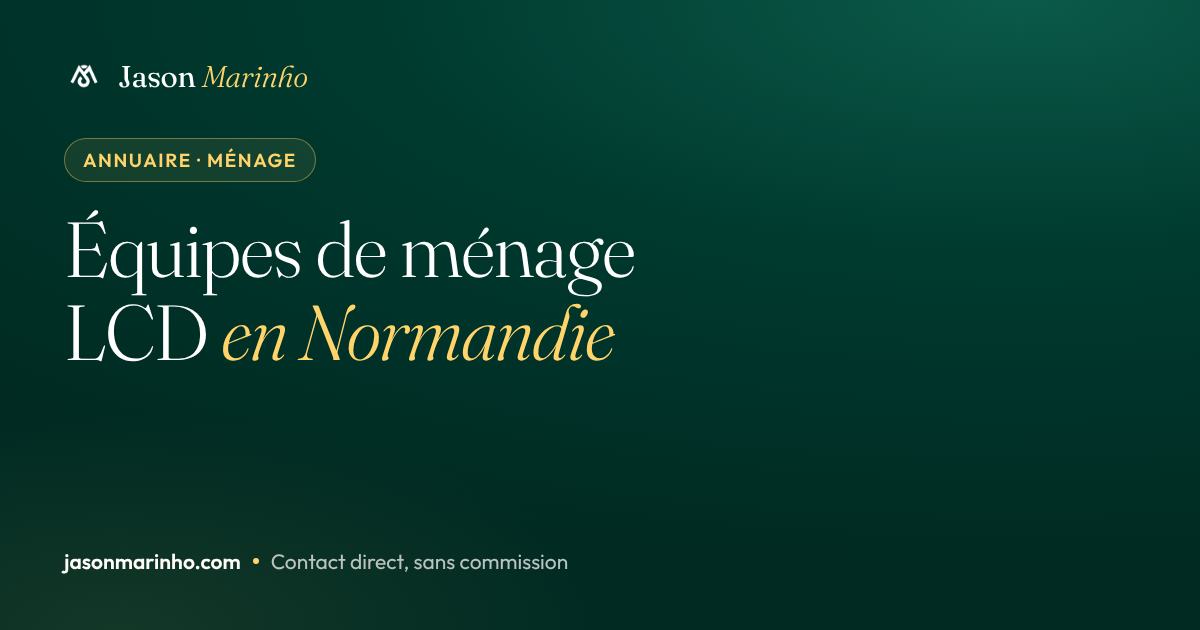 Jason Marinho
ANNUAIRE · MÉNAGE
Équipes de ménage
LCD en Normandie
jasonmarinho.com • Contact direct, sans commission